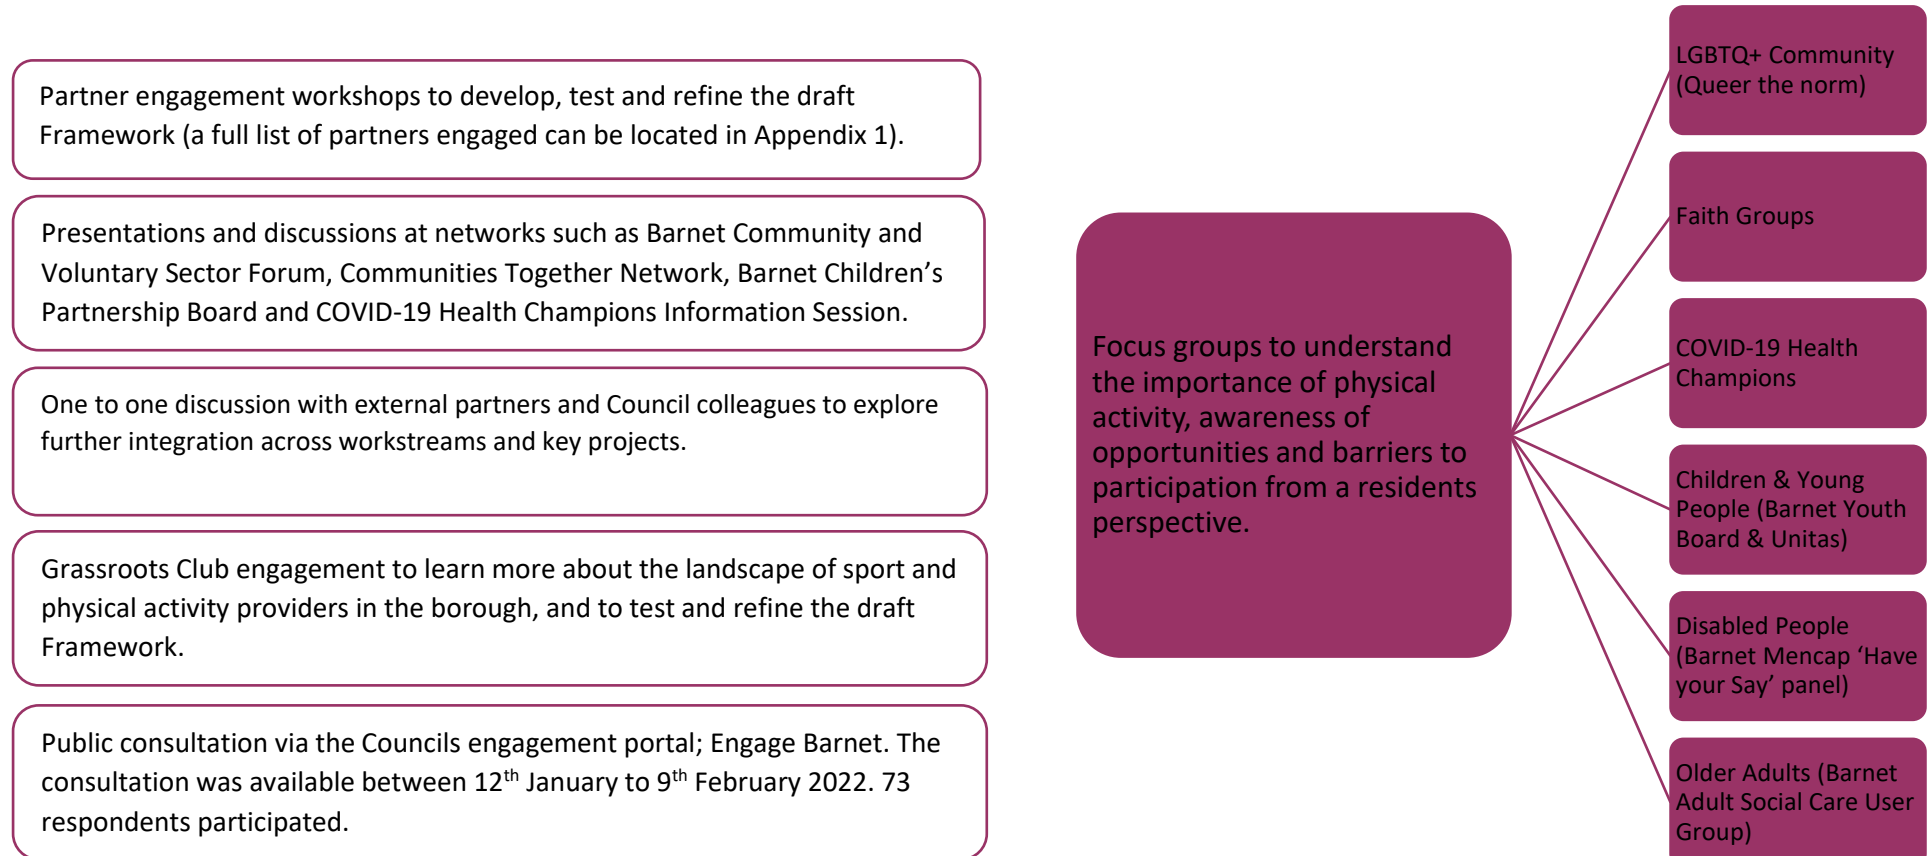 Partner engagement workshops to develop, test and refine the draft
Framework (a full list of partners engaged can be located in Appendix 1).
Presentations and discussions at networks such as Barnet Community and
Voluntary Sector Forum, Communities Together Network, Barnet Children’s
Partnership Board and COVID-19 Health Champions Information Session.
One to one discussion with external partners and Council colleagues to explore
further integration across workstreams and key projects.
Grassroots Club engagement to learn more about the landscape of sport and
physical activity providers in the borough, and to test and refine the draft
Framework.
Public consultation via the Councils engagement portal; Engage Barnet. The
consultation was available between 12th January to 9th February 2022. 73
respondents participated.
Focus groups to understand
the importance of physical
activity, awareness of
opportunities and barriers to
participation from a residents
perspective.
LGBTQ+ Community
(Queer the norm)
Faith Groups
COVID-19 Health
Champions
Children & Young
People (Barnet Youth
Board & Unitas)
Disabled People
(Barnet Mencap ‘Have
your Say’ panel)
Older Adults (Barnet
Adult Social Care User
Group)